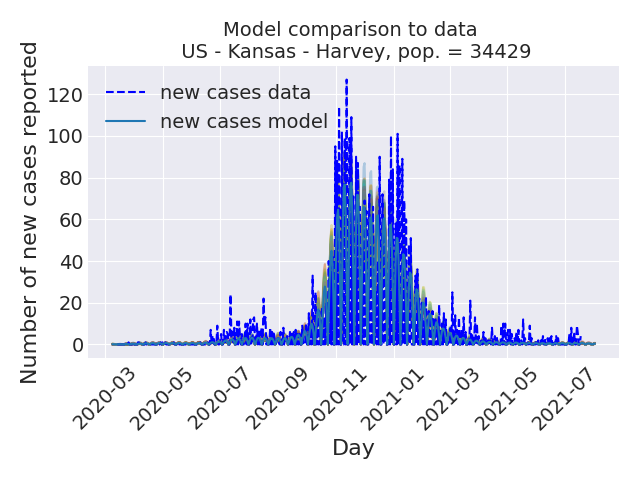 Model comparison to data
US - Kansas - Harvey, pop. = 34429
Number of new cases reported
120
100
80
60
40
20
0
new cases data
new cases model
2020-03
2020-05
2020-07
2020-09
2020-11
2021-01
2021-03
2021-05
2021-07
Day